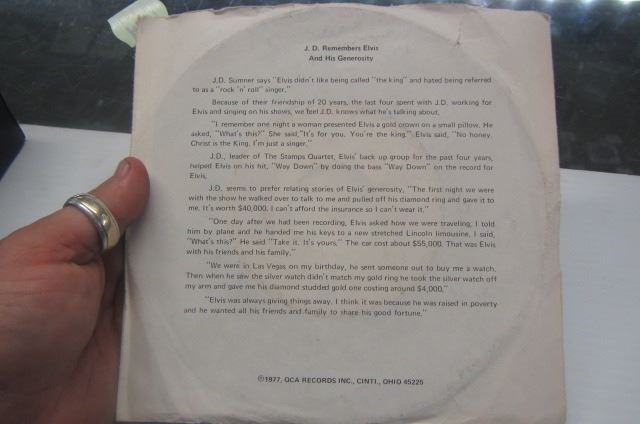 J. D. Remembers Elvis
And His Generosity
J.D. Sumner says "Elvis didn't like being called "the king" and hated being referred
to as a "rock 'n' roll" singer."
Because of their friendship of 20 years, the last four spent with J.D. working for
Elvis and singing on his shows, we feel J.D. knows what he's talking about.
"I remember one night a woman presented Elvis a gold crown on a small pillow. He
asked, "What's this?" She said, "It's for you. You're the king." Elvis said, "No honey.
Christ is the King. I'm just a singer."
J.D., leader of The Stamps Quartet, Elvis' back up group for the past four years,
helped Elvis on his hit, "Way Down" by doing the bass "Way Down" on the record for
Elvis.
J.D. seems to prefer relating stories of Elvis' generosity, "The first night we were
with the show he walked over to talk to me and pulled off his diamond ring and gave it to
me. It's worth $40,000. I can't afford the insurance so I can't wear it."
"One day after we had been recording, Elvis asked how we were traveling, I told
him by plane and he handed me his keys to a new stretched Lincoln limousine. I said,
"What's this?" He said "Take it. It's yours." The car cost about $55,000. That was Elvis
with his friends and his family."
"We were in Las Vegas on my birthday, he sent someone out to buy me a watch.
Then when he saw the silver watch didn't match my gold ring he took the silver watch off
my arm and gave me his diamond studded gold one costing around $4,000."
"Elvis was always giving things away. I think it was because he was raised in poverty
and he wanted all his friends and family to share his good fortune."
℗1977, QCA RECORDS INC., CINTI., OHIO 45225